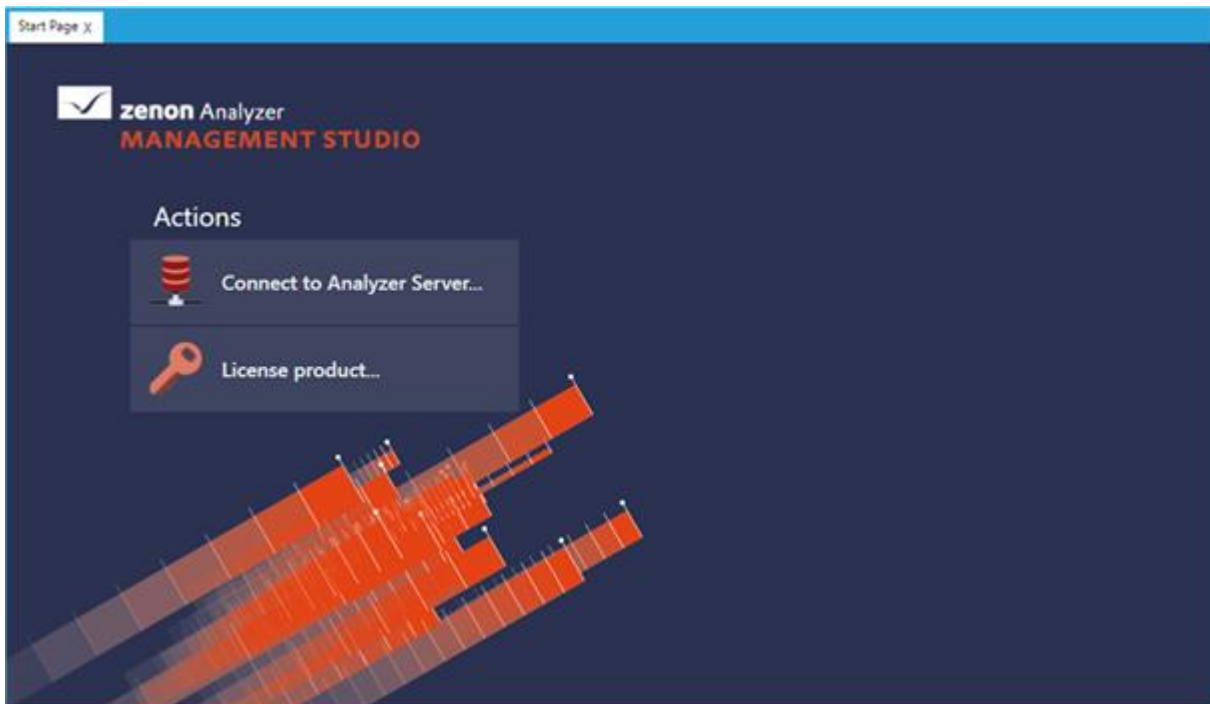 Start Page X
zenon Analyzer
MANAGEMENT STUDIO
Actions
Connect to Analyzer Server...
License product...